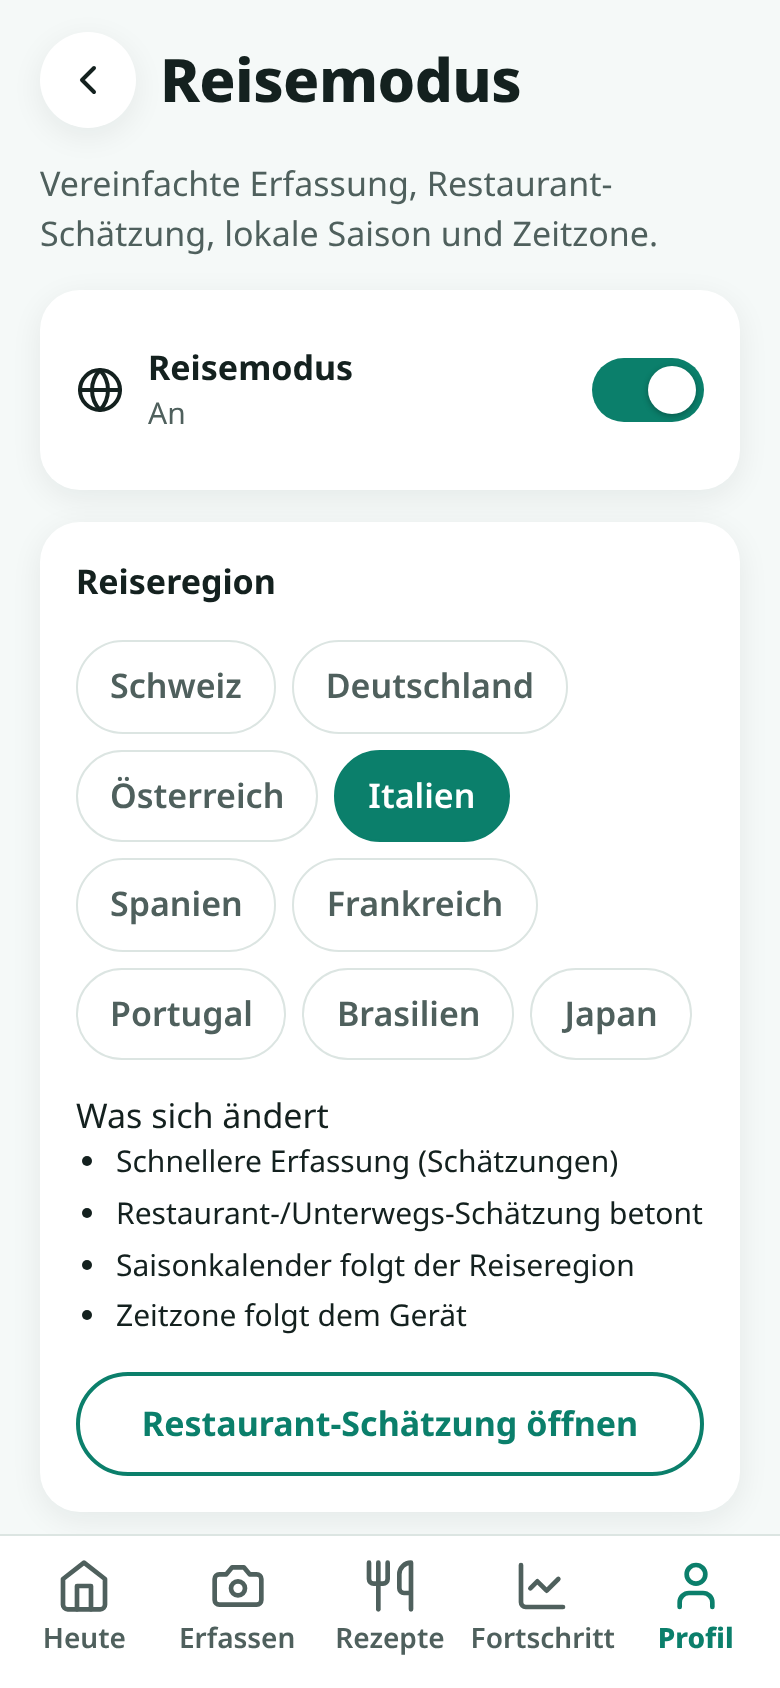 Reisemodus
Vereinfachte Erfassung, Restaurant-
Schätzung, lokale Saison und Zeitzone.
Reisemodus
An
Reiseregion
Schweiz Deutschland
Österreich Italien
Spanien Frankreich
Portugal Brasilien Japan
Was sich ändert
• Schnellere Erfassung (Schätzungen)
• Restaurant-/Unterwegs-Schätzung betont
• Saisonkalender folgt der Reiseregion
• Zeitzone folgt dem Gerät
Restaurant-Schätzung öffnen
Heute Erfassen Rezepte Fortschritt Profil